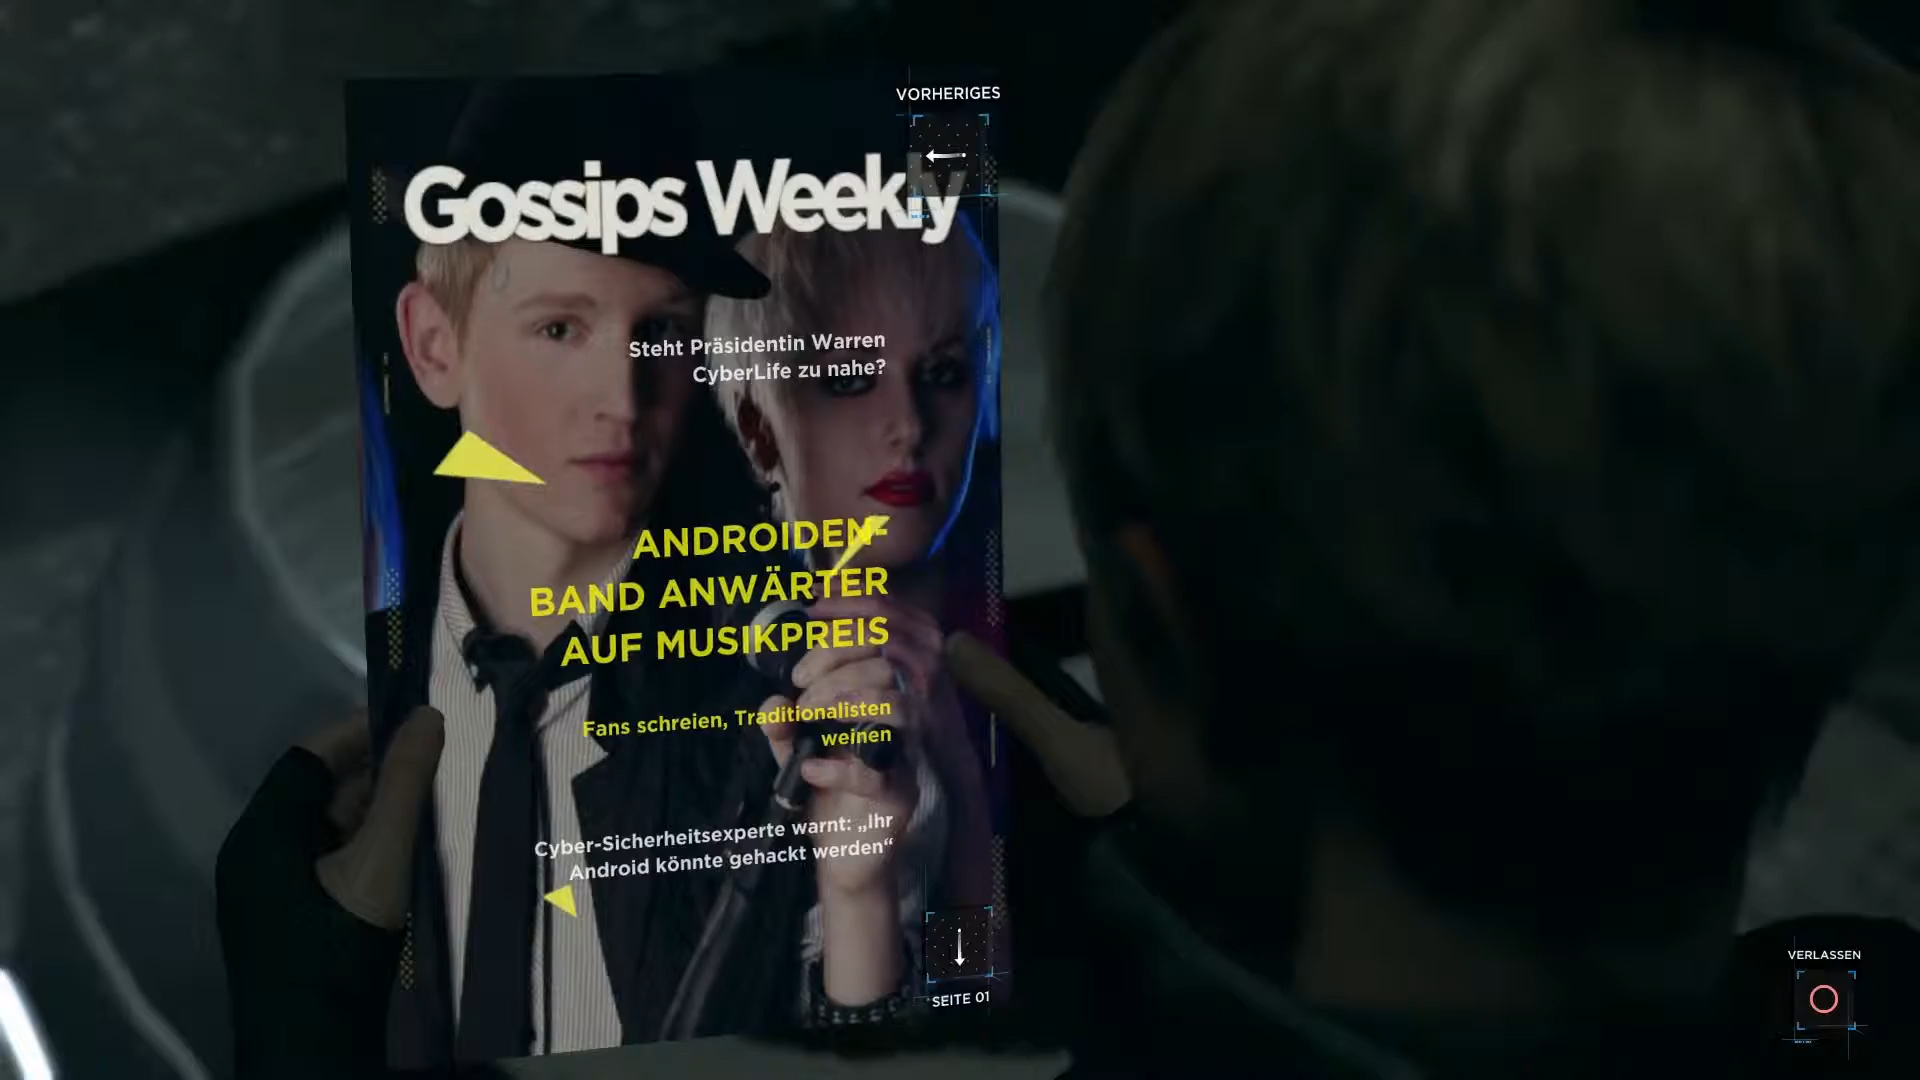 VORHERIGES
Gossips Weekly
Steht Präsidentin Warren
CyberLife zu nahe?
ANDROIDEN-
BAND ANWÄRTER
AUF MUSIKPREIS
Fans schreien, Traditionalisten
weinen
Cyber-Sicherheitsexperte warnt: „Ihr
Android könnte gehackt werden“
SEITE 01
VERLASSEN